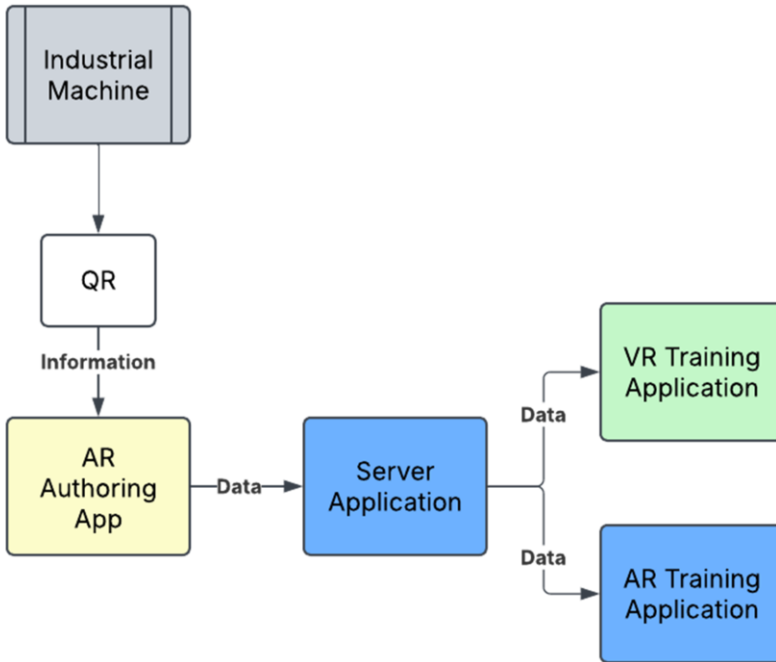 Industrial
Machine
QR
Information
AR
Authoring
App
Data
Server
Application
Data
VR Training
Application
Data
AR Training
Application